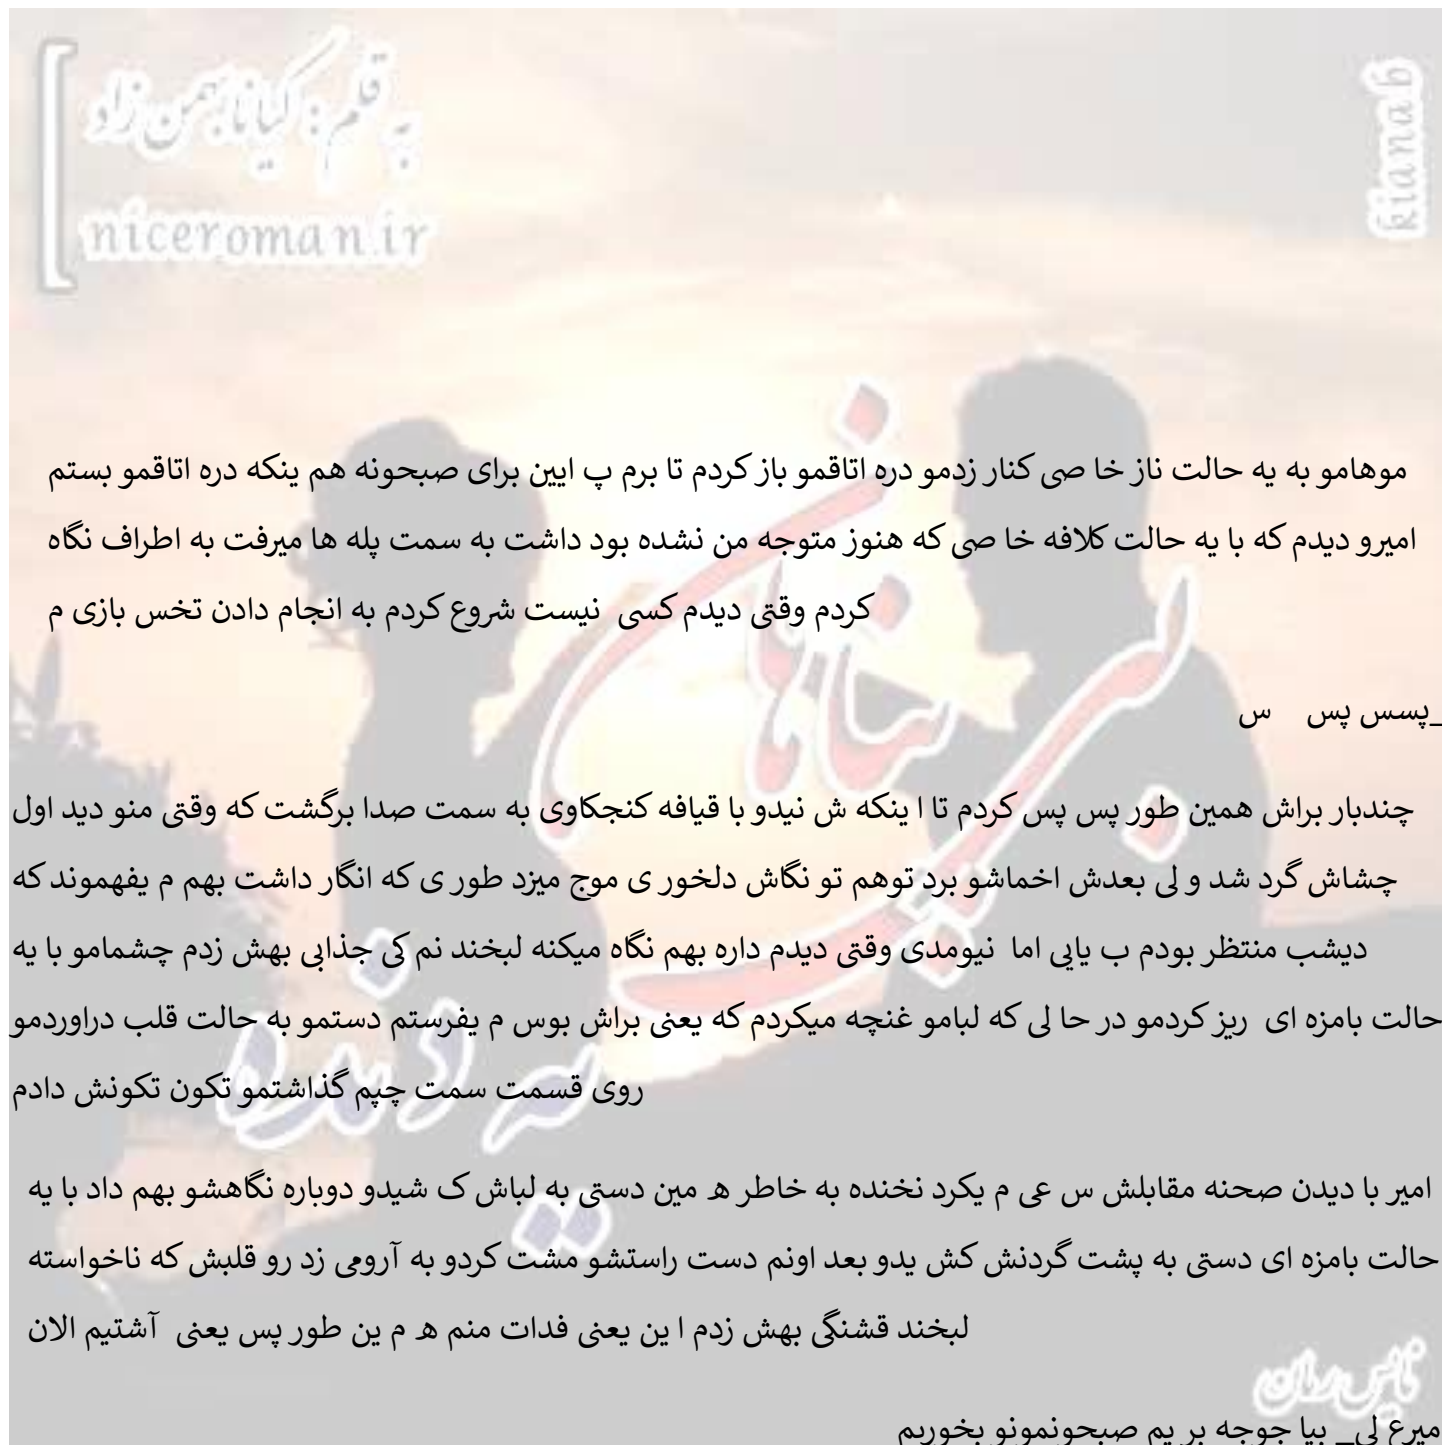 به قلم: کیانا بهمن زاد
niceroman.ir
kiana.b
موهامو به یه حالت ناز خا صی کنار زدمو دره اتاقمو باز کردم تا برم پ ایین برای صبحونه هم ینکه دره اتاقمو بستم
امیرو دیدم که با یه حالت کلافه خا صی که هنوز متوجه من نشده بود داشت به سمت پله ها میرفت به اطراف نگاه
کردم وقتی دیدم کسی نیست شروع کردم به انجام دادن تخس بازی م
_پسس پس س
چندبار براش همین طور پس پس کردم تا ا ینکه ش نیدو با قیافه کنجکاوی به سمت صدا برگشت که وقتی منو دید اول
چشاش گرد شد و لی بعدش اخماشو برد توهم تو نگاش دلخور ی موج میزد طور ی که انگار داشت بهم م یفهموند که
دیشب منتظر بودم ب یایی اما نیومدی وقتی دیدم داره بهم نگاه میکنه لبخند نم کی جذابی بهش زدم چشمامو با یه
حالت بامزه ای ریز کردمو در حا لی که لبامو غنچه میکردم که یعنی براش بوس م یفرستم دستمو به حالت قلب دراوردمو
روی قسمت سمت چپم گذاشتمو تکون تکونش دادم
امیر با دیدن صحنه مقابلش س عی م یکرد نخنده به خاطر ه مین دستی به لباش ک شیدو دوباره نگاهشو بهم داد با یه
حالت بامزه ای دستی به پشت گردنش کش یدو بعد اونم دست راستشو مشت کردو به آرومی زد رو قلبش که ناخواسته
لبخند قشنگی بهش زدم ا ین یعنی فدات منم ه م ین طور پس یعنی آشتیم الان
میرع لی_ بیا جوجه بر یم صبحونمونو بخوریم
نایس رمان